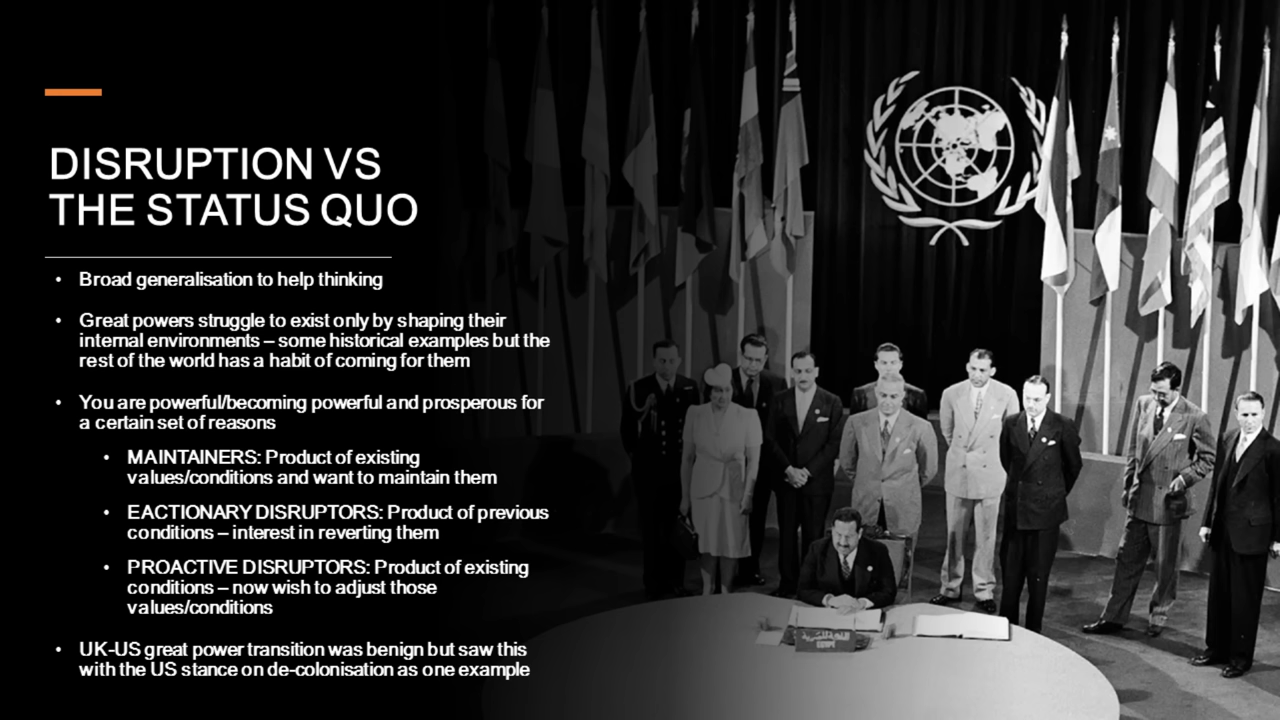 DISRUPTION VS
THE STATUS QUO
• Broad generalisation to help thinking
• Great powers struggle to exist only by shaping their
internal environments – some historical examples but the
rest of the world has a habit of coming for them
• You are powerful/becoming powerful and prosperous for
a certain set of reasons
• MAINTAINERS: Product of existing
values/conditions and want to maintain them
• EACTIONARY DISRUPTORS: Product of previous
conditions – interest in reverting them
• PROACTIVE DISRUPTORS: Product of existing
conditions – now wish to adjust those
values/conditions
• UK-US great power transition was benign but saw this
with the US stance on de-colonisation as one example
EGYPT